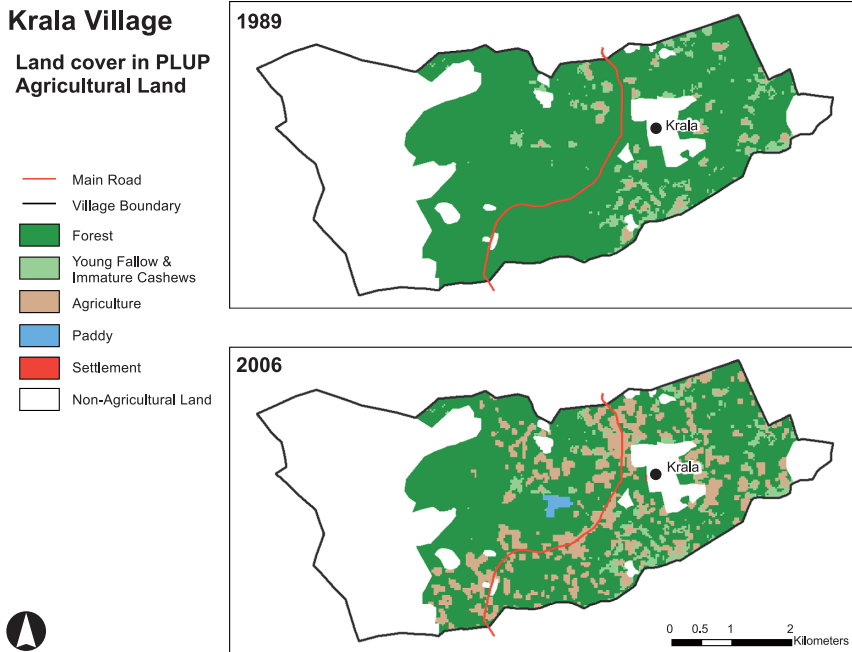 Krala Village
Land cover in PLUP
Agricultural Land
Main Road
Village Boundary
Forest
Young Fallow &
Immature Cashews
Agriculture
Paddy
Settlement
Non-Agricultural Land
1989
Krala
2006
Krala
0 0.5 1 2
Kilometers